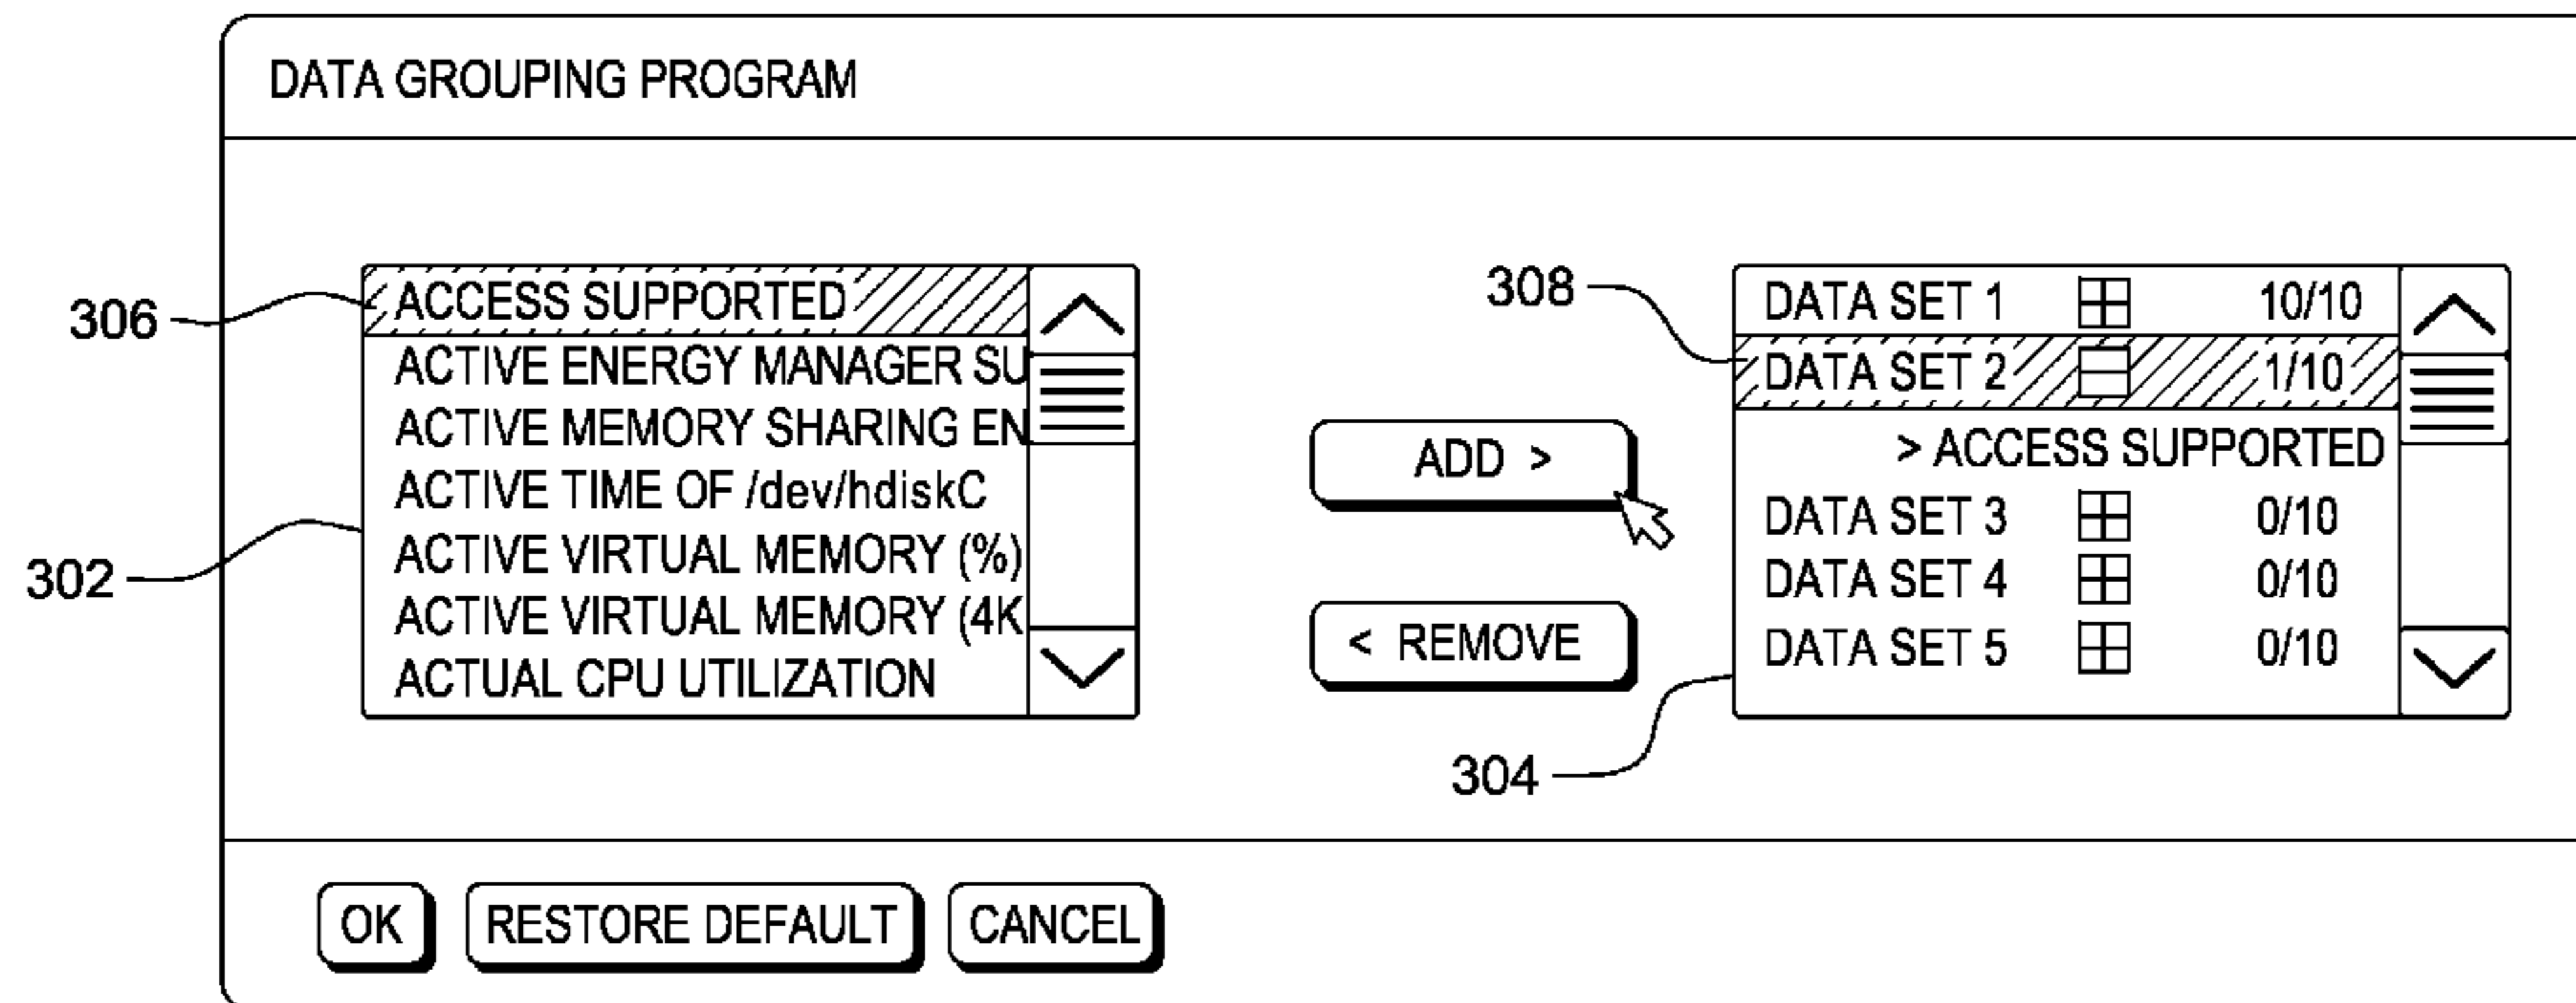 DATA GROUPING PROGRAM
306
ACCESS SUPPORTED
ACTIVE ENERGY MANAGER SU
ACTIVE MEMORY SHARING EN
ACTIVE TIME OF /dev/hdiskC
ACTIVE VIRTUAL MEMORY (%)
ACTIVE VIRTUAL MEMORY (4K
ACTUAL CPU UTILIZATION
302
ADD >
< REMOVE
308
DATA SET 1 10/10
DATA SET 2 1/10
> ACCESS SUPPORTED
DATA SET 3 0/10
DATA SET 4 0/10
DATA SET 5 0/10
304
OK
RESTORE DEFAULT
CANCEL